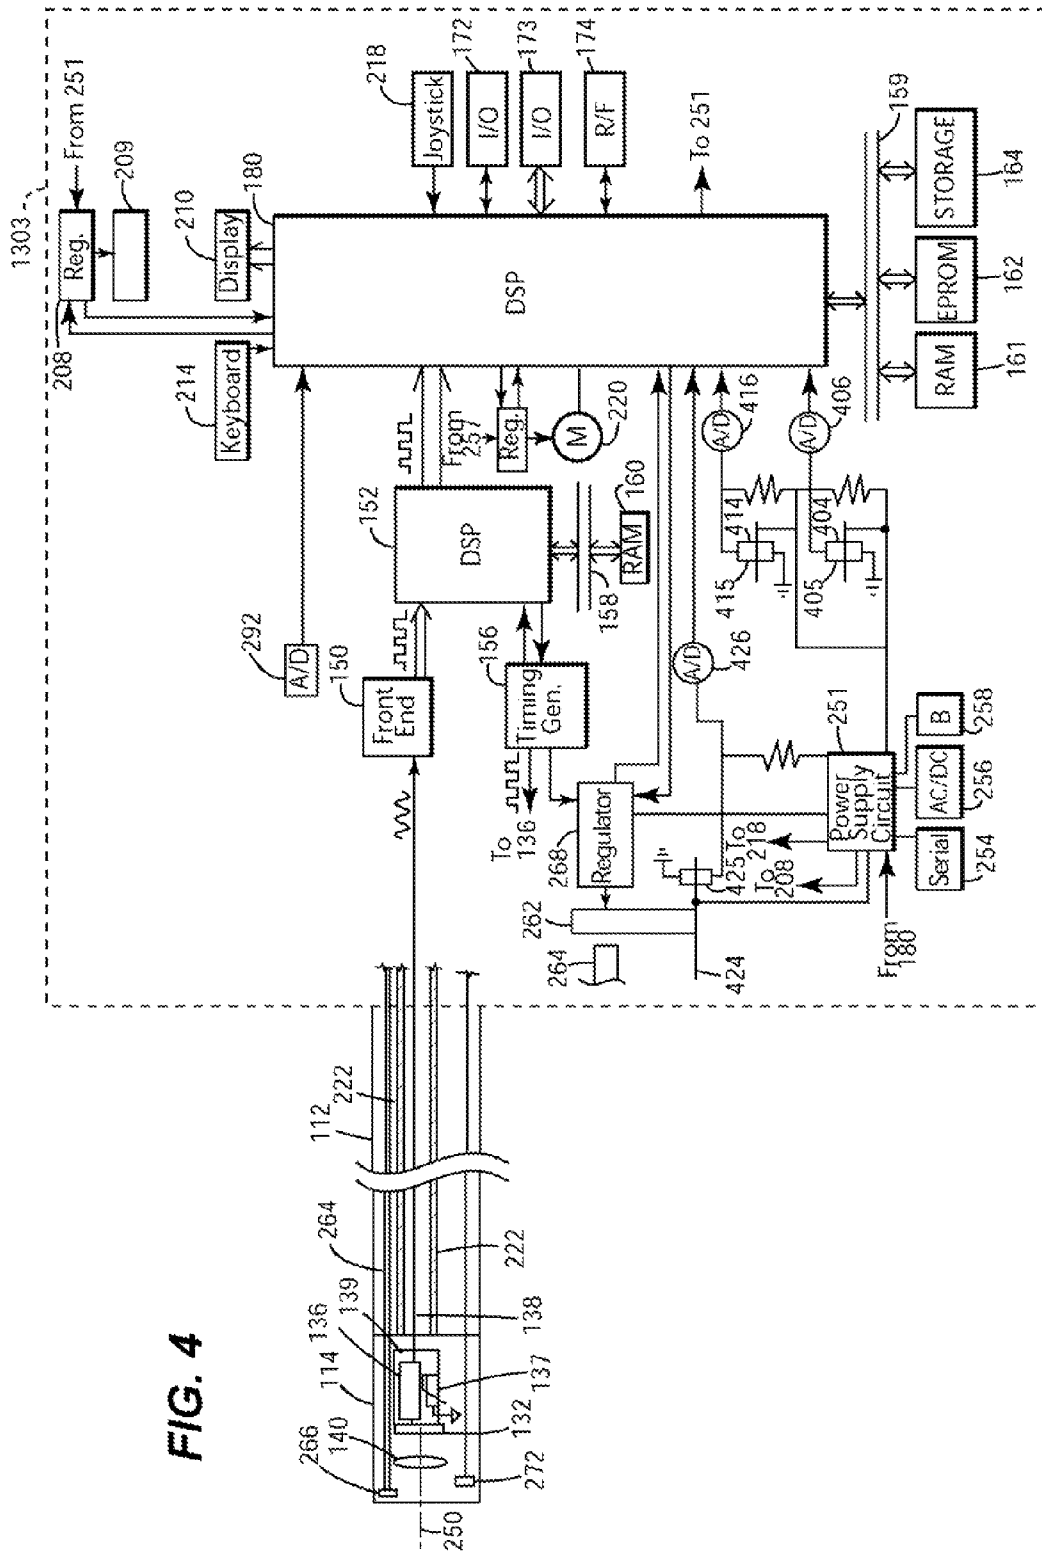 FIG. 4
1303
From 251
Reg.
208
209
210
Display
180
214
Keyboard
DSP
218
Joystick
172
I/O
173
I/O
174
R/F
To 251
159
STORAGE
164
EPROM
162
RAM
161
292
A/D
150
Front
End
152
DSP
From
257
Reg.
M
220
160
RAM
158
156
Timing
Gen.
To
136
268
Regulator
262
264
424
425
A/D
426
A/D
416
A/D
406
414
415
404
405
251
Power
Supply
Circuit
To
218
To
208
From
180
B
258
AC/DC
256
Serial
254
112
222
264
222
139
136
138
114
137
132
140
266
272
250